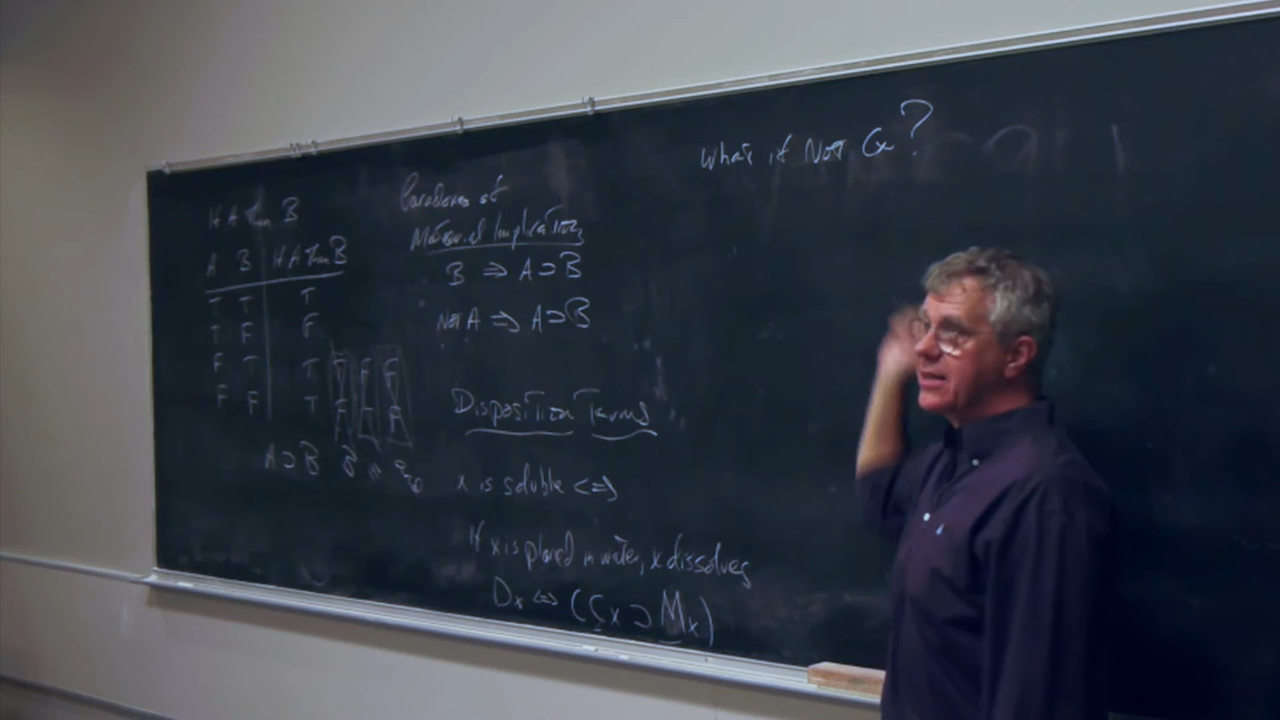 If A Then B
A B If A Then B
T T T
T F F
F T T F F
F F T F T F
A ⊃ B B &
Paradoxes of
Material Implication
B ⇒ A ⊃ B
Not A ⇒ A ⊃ B
Disposition Terms
x is soluble <=>
If x is placed in water, x dissolves
Dx <=> (Cx ⊃ Mx)
What if Not Cx?